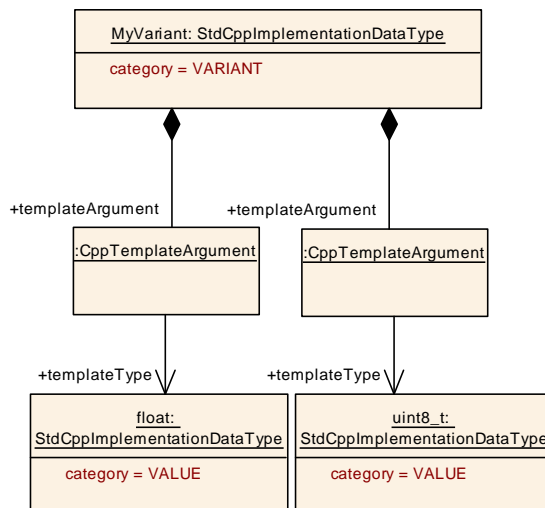 MyVariant: StdCppImplementationDataType
category = VARIANT
+templateArgument
+templateArgument
:CppTemplateArgument
:CppTemplateArgument
+templateType
+templateType
float:
StdCppImplementationDataType
category = VALUE
uint8_t:
StdCppImplementationDataType
category = VALUE